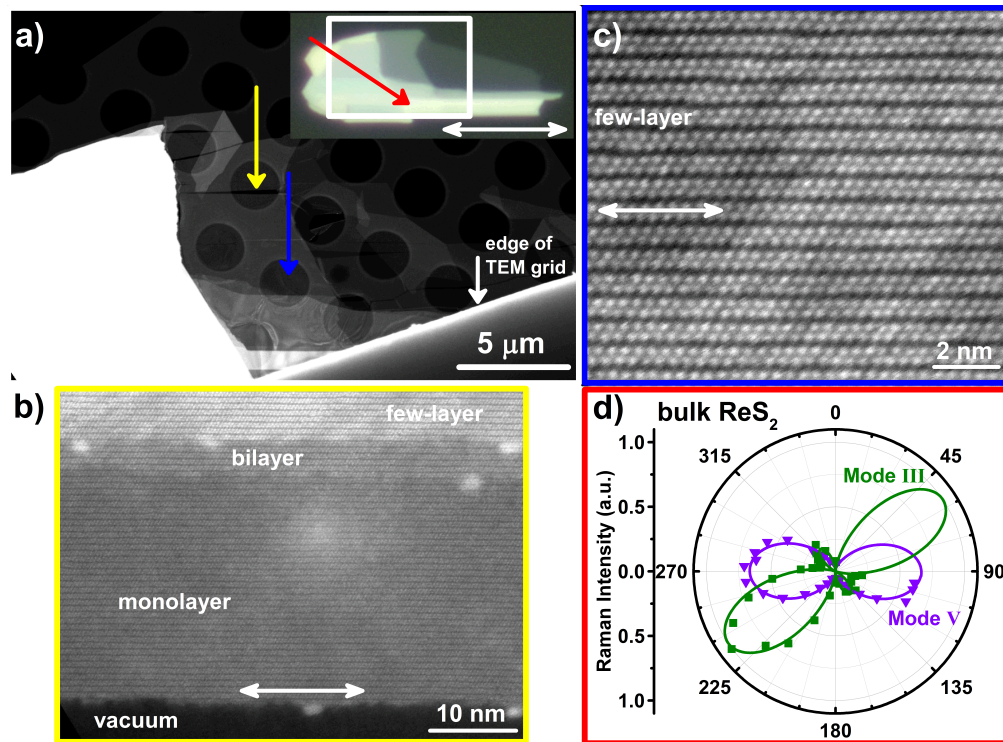 a)
edge of
TEM grid
5 μm
b)
few-layer
bilayer
monolayer
vacuum
10 nm
c)
few-layer
2 nm
d)
bulk ReS₂
Raman Intensity (a.u.)
1.0
0.5
0.0
0.5
1.0
0
45
90
135
180
225
270
315
Mode III
Mode V